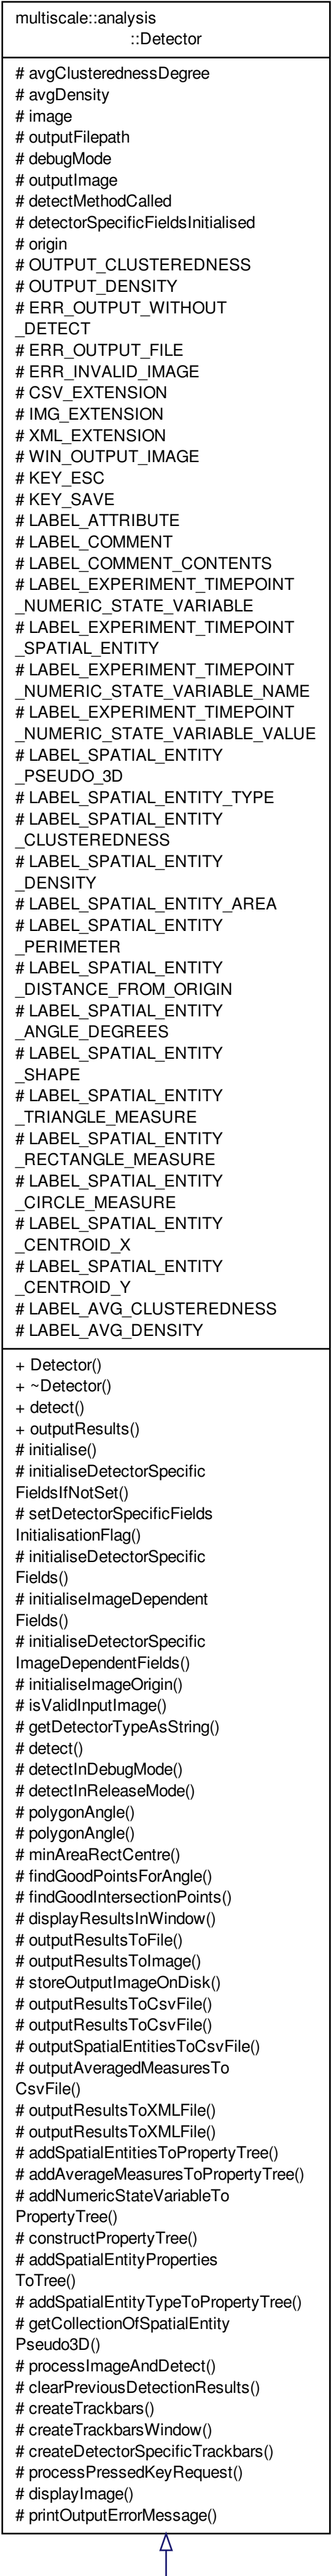 multiscale::analysis
::Detector
# avgClusterednessDegree
# avgDensity
# image
# outputFilepath
# debugMode
# outputImage
# detectMethodCalled
# detectorSpecificFieldsInitialised
# origin
# OUTPUT_CLUSTEREDNESS
# OUTPUT_DENSITY
# ERR_OUTPUT_WITHOUT
_DETECT
# ERR_OUTPUT_FILE
# ERR_INVALID_IMAGE
# CSV_EXTENSION
# IMG_EXTENSION
# XML_EXTENSION
# WIN_OUTPUT_IMAGE
# KEY_ESC
# KEY_SAVE
# LABEL_ATTRIBUTE
# LABEL_COMMENT
# LABEL_COMMENT_CONTENTS
# LABEL_EXPERIMENT_TIMEPOINT
_NUMERIC_STATE_VARIABLE
# LABEL_EXPERIMENT_TIMEPOINT
_SPATIAL_ENTITY
# LABEL_EXPERIMENT_TIMEPOINT
_NUMERIC_STATE_VARIABLE_NAME
# LABEL_EXPERIMENT_TIMEPOINT
_NUMERIC_STATE_VARIABLE_VALUE
# LABEL_SPATIAL_ENTITY
_PSEUDO_3D
# LABEL_SPATIAL_ENTITY_TYPE
# LABEL_SPATIAL_ENTITY
_CLUSTEREDNESS
# LABEL_SPATIAL_ENTITY
_DENSITY
# LABEL_SPATIAL_ENTITY_AREA
# LABEL_SPATIAL_ENTITY
_PERIMETER
# LABEL_SPATIAL_ENTITY
_DISTANCE_FROM_ORIGIN
# LABEL_SPATIAL_ENTITY
_ANGLE_DEGREES
# LABEL_SPATIAL_ENTITY
_SHAPE
# LABEL_SPATIAL_ENTITY
_TRIANGLE_MEASURE
# LABEL_SPATIAL_ENTITY
_RECTANGLE_MEASURE
# LABEL_SPATIAL_ENTITY
_CIRCLE_MEASURE
# LABEL_SPATIAL_ENTITY
_CENTROID_X
# LABEL_SPATIAL_ENTITY
_CENTROID_Y
# LABEL_AVG_CLUSTEREDNESS
# LABEL_AVG_DENSITY
+ Detector()
+ ~Detector()
+ detect()
+ outputResults()
# initialise()
# initialiseDetectorSpecific
FieldsIfNotSet()
# setDetectorSpecificFields
InitialisationFlag()
# initialiseDetectorSpecific
Fields()
# initialiseImageDependent
Fields()
# initialiseDetectorSpecific
ImageDependentFields()
# initialiseImageOrigin()
# isValidInputImage()
# getDetectorTypeAsString()
# detect()
# detectInDebugMode()
# detectInReleaseMode()
# polygonAngle()
# polygonAngle()
# minAreaRectCentre()
# findGoodPointsForAngle()
# findGoodIntersectionPoints()
# displayResultsInWindow()
# outputResultsToFile()
# outputResultsToImage()
# storeOutputImageOnDisk()
# outputResultsToCsvFile()
# outputResultsToCsvFile()
# outputSpatialEntitiesToCsvFile()
# outputAveragedMeasuresTo
CsvFile()
# outputResultsToXMLFile()
# outputResultsToXMLFile()
# addSpatialEntitiesToPropertyTree()
# addAverageMeasuresToPropertyTree()
# addNumericStateVariableTo
PropertyTree()
# constructPropertyTree()
# addSpatialEntityProperties
ToTree()
# addSpatialEntityTypeToPropertyTree()
# getCollectionOfSpatialEntity
Pseudo3D()
# processImageAndDetect()
# clearPreviousDetectionResults()
# createTrackbars()
# createTrackbarsWindow()
# createDetectorSpecificTrackbars()
# processPressedKeyRequest()
# displayImage()
# printOutputErrorMessage()